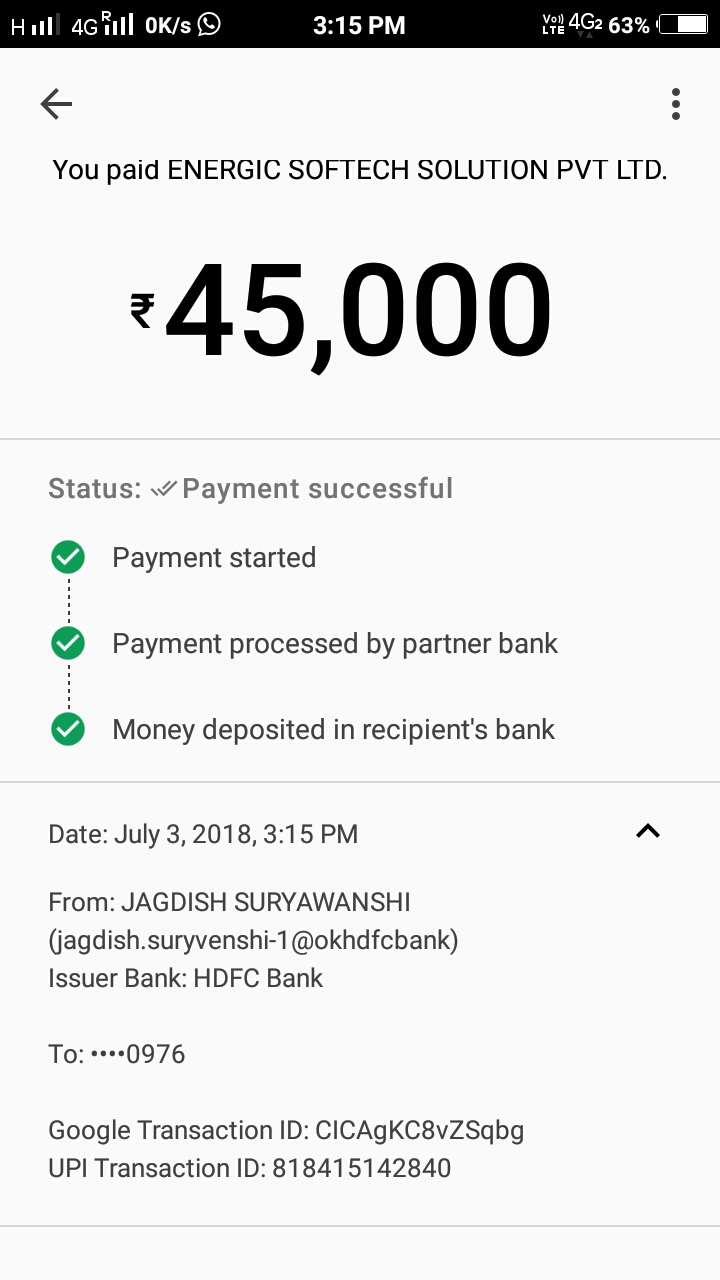 H 4G R 0K/s 3:15 PM Vo)) LTE 4G2 63%
You paid ENERGIC SOFTECH SOLUTION PVT LTD.
₹45,000
Status: Payment successful
Payment started
Payment processed by partner bank
Money deposited in recipient's bank
Date: July 3, 2018, 3:15 PM
From: JAGDISH SURYAWANSHI
(jagdish.suryvenshi-1@okhdfcbank)
Issuer Bank: HDFC Bank
To: ••••0976
Google Transaction ID: CICAgKC8vZSqbg
UPI Transaction ID: 818415142840